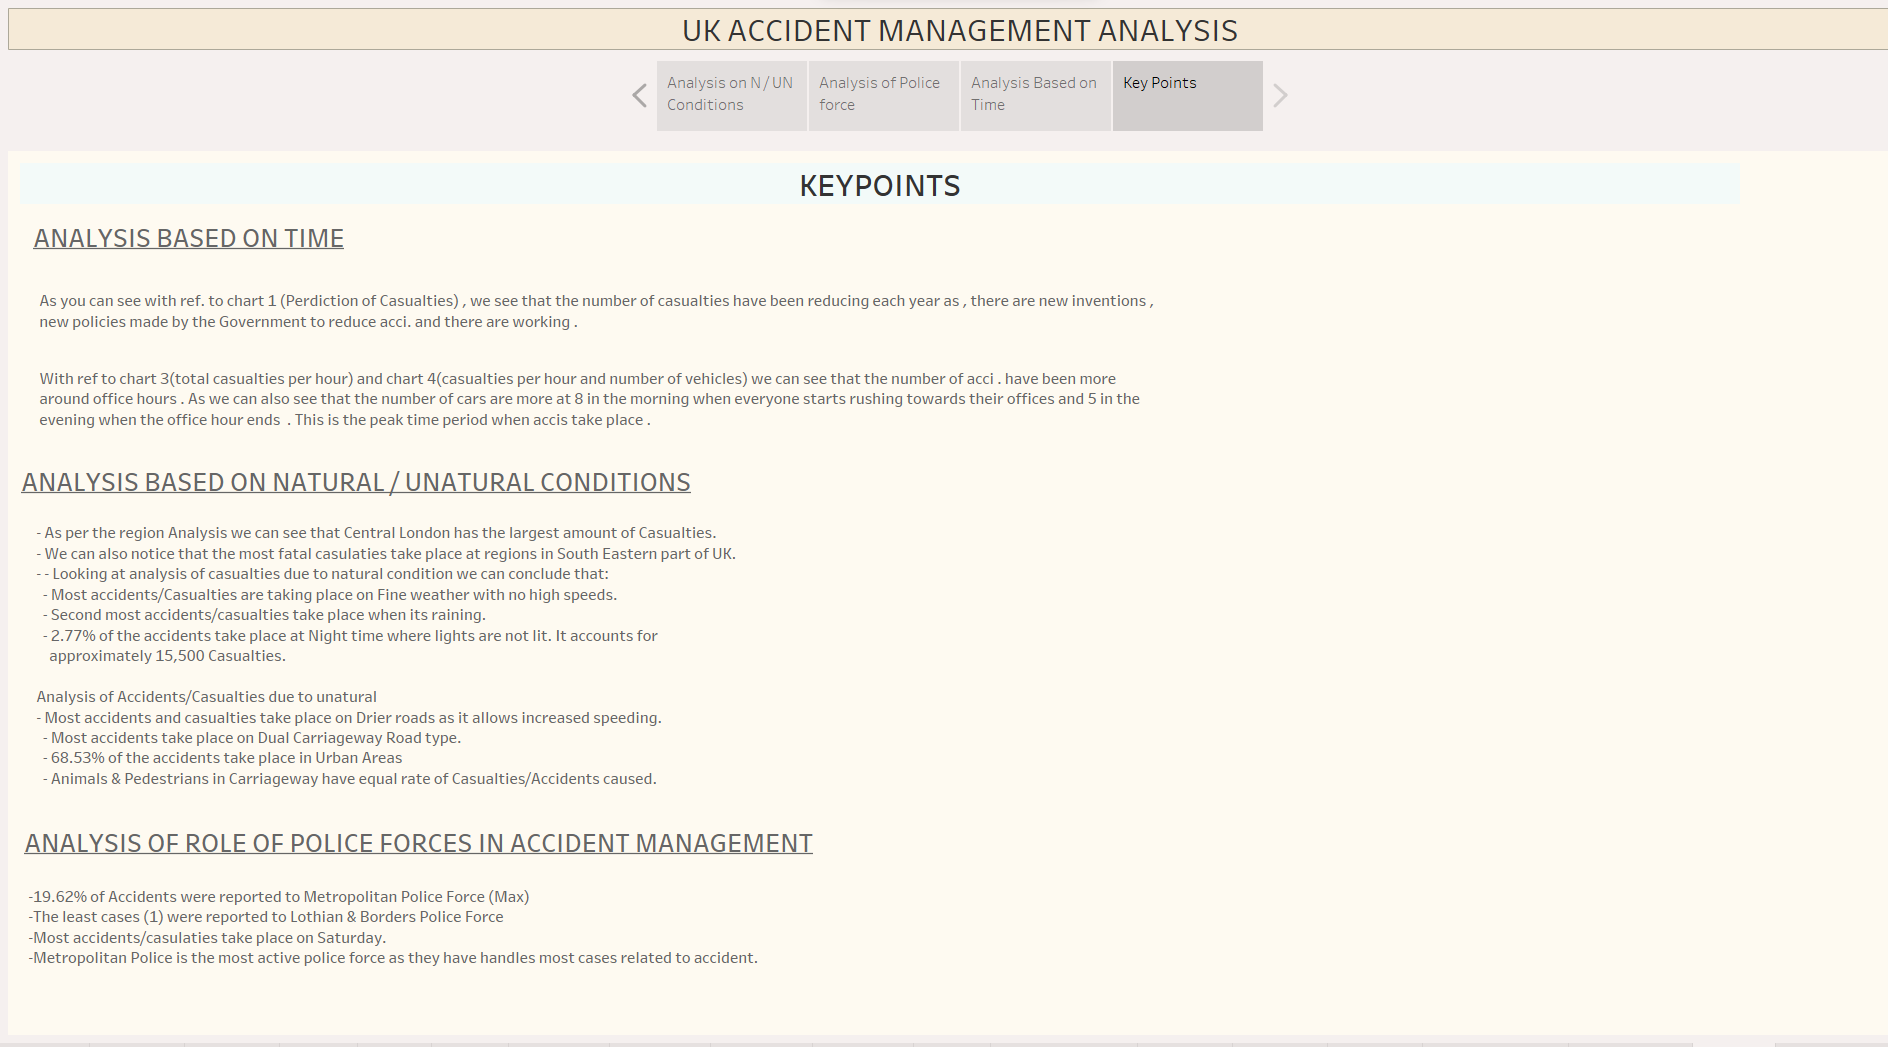 UK ACCIDENT MANAGEMENT ANALYSIS
Analysis on N / UN
Conditions
Analysis of Police
force
Analysis Based on
Time
Key Points
KEYPOINTS
ANALYSIS BASED ON TIME
As you can see with ref. to chart 1 (Perdiction of Casualties) , we see that the number of casualties have been reducing each year as , there are new inventions ,
new policies made by the Government to reduce acci. and there are working .
With ref to chart 3(total casualties per hour) and chart 4(casualties per hour and number of vehicles) we can see that the number of acci . have been more
around office hours . As we can also see that the number of cars are more at 8 in the morning when everyone starts rushing towards their offices and 5 in the
evening when the office hour ends  . This is the peak time period when accis take place .
ANALYSIS BASED ON NATURAL / UNATURAL CONDITIONS
- As per the region Analysis we can see that Central London has the largest amount of Casualties.
- We can also notice that the most fatal casulaties take place at regions in South Eastern part of UK.
- - Looking at analysis of casualties due to natural condition we can conclude that:
- Most accidents/Casualties are taking place on Fine weather with no high speeds.
- Second most accidents/casualties take place when its raining.
- 2.77% of the accidents take place at Night time where lights are not lit. It accounts for
approximately 15,500 Casualties.
Analysis of Accidents/Casualties due to unatural
- Most accidents and casualties take place on Drier roads as it allows increased speeding.
- Most accidents take place on Dual Carriageway Road type.
- 68.53% of the accidents take place in Urban Areas
- Animals & Pedestrians in Carriageway have equal rate of Casualties/Accidents caused.
ANALYSIS OF ROLE OF POLICE FORCES IN ACCIDENT MANAGEMENT
-19.62% of Accidents were reported to Metropolitan Police Force (Max)
-The least cases (1) were reported to Lothian & Borders Police Force
-Most accidents/casulaties take place on Saturday.
-Metropolitan Police is the most active police force as they have handles most cases related to accident.